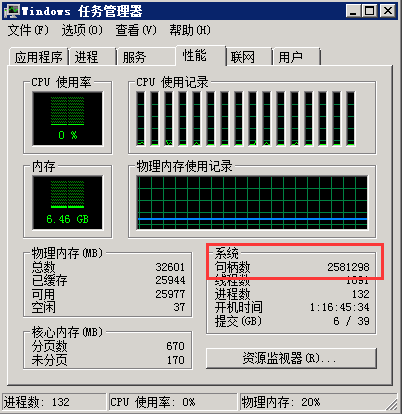 Windows 任务管理器
文件(F) 选项(O) 查看(V) 帮助(H)
应用程序 进程 服务 性能 联网 用户
CPU 使用率
CPU 使用记录
0 %
内存
物理内存使用记录
6.46 GB
物理内存(MB)
总数 32601
已缓存 25944
可用 25977
空闲 37
核心内存(MB)
分页数 670
未分页 170
系统
句柄数 2581298
线程数 1891
进程数 132
开机时间 1:16:45:34
提交(GB) 6 / 39
资源监视器(R)...
进程数: 132 CPU 使用率: 0% 物理内存: 20%